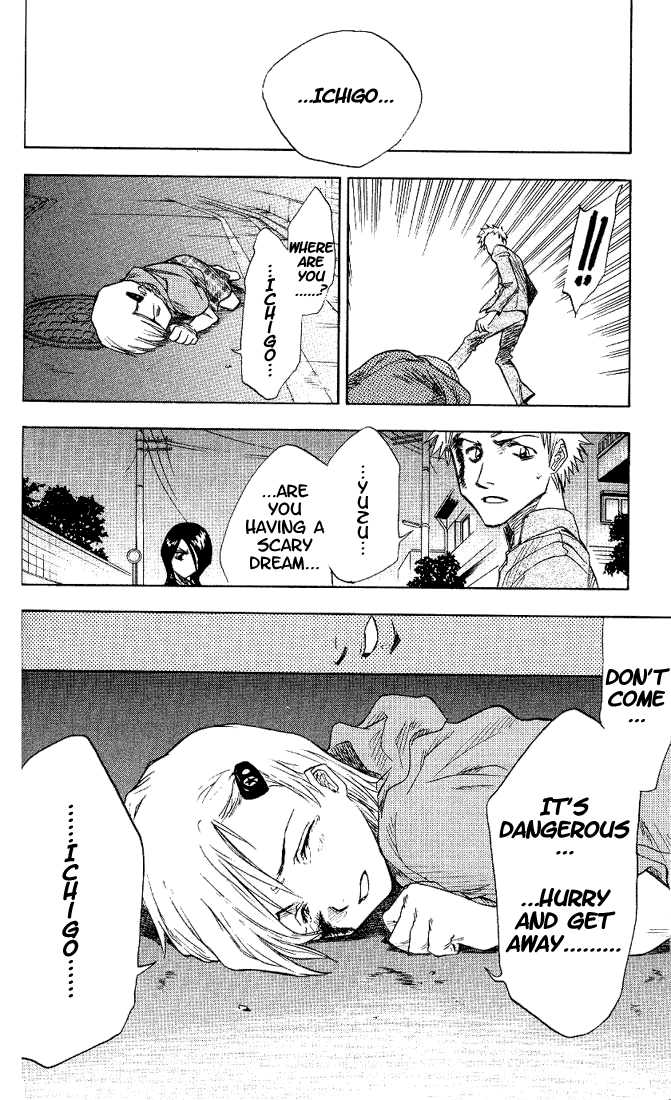 ...ICHIGO...
!!
WHERE
ARE
YOU
......?
...ICHIGO...
...YUZU...
...ARE
YOU
HAVING A
SCARY
DREAM...
DON'T
COME
...
IT'S
DANGEROUS
...
...HURRY
AND GET
AWAY.........
.......ICHIGO.......